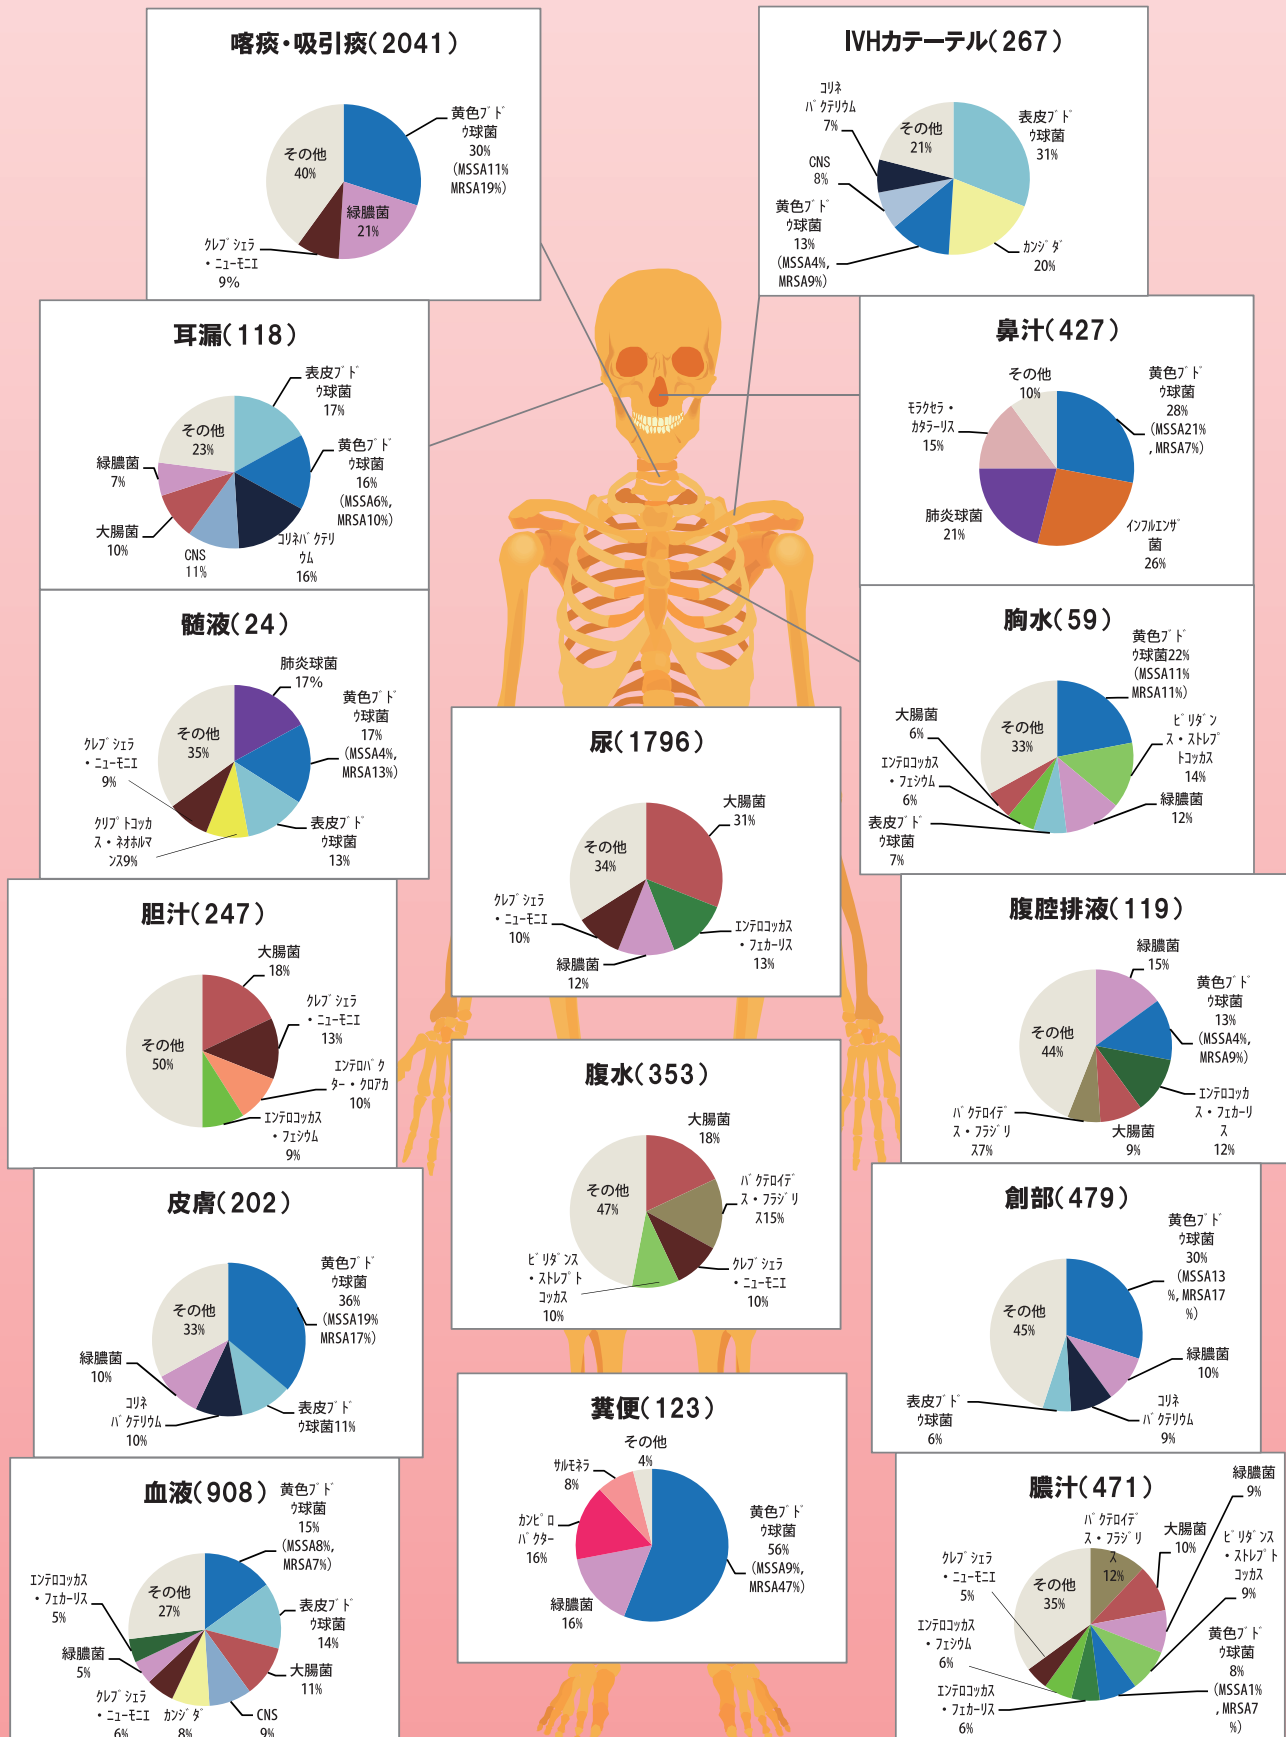 喀痰・吸引痰(2041)
黄色ブド
ウ球菌
30%
(MSSA11%
MRSA19%)
緑膿菌
21%
クレブシェラ
・ニューモニエ
9%
その他
40%
IVHカテーテル(267)
表皮ブド
ウ球菌
31%
カンジダ
20%
黄色ブド
ウ球菌
13%
(MSSA4%,
MRSA9%)
CNS
8%
コリネ
バクテリウム
7%
その他
21%
耳漏(118)
表皮ブド
ウ球菌
17%
黄色ブド
ウ球菌
16%
(MSSA6%,
MRSA10%)
コリネバクテリ
ウム
16%
CNS
11%
大腸菌
10%
緑膿菌
7%
その他
23%
鼻汁(427)
黄色ブド
ウ球菌
28%
(MSSA21%
,MRSA7%)
インフルエンザ
菌
26%
肺炎球菌
21%
モラクセラ・
カタラーリス
15%
その他
10%
髄液(24)
肺炎球菌
17%
黄色ブド
ウ球菌
17%
(MSSA4%,
MRSA13%)
表皮ブド
ウ球菌
13%
クリプトコッカ
ス・ネオホルマ
ンス9%
クレブシェラ
・ニューモニエ
9%
その他
35%
胸水(59)
黄色ブド
ウ球菌22%
(MSSA11%
MRSA11%)
ビリダン
ス・ストレプ
トコッカス
14%
緑膿菌
12%
表皮ブド
ウ球菌
7%
エンテロコッカス
・フェシウム
6%
大腸菌
6%
その他
33%
尿(1796)
大腸菌
31%
エンテロコッカス
・フェカーリス
13%
緑膿菌
12%
クレブシェラ
・ニューモニエ
10%
その他
34%
胆汁(247)
大腸菌
18%
クレブシェラ
・ニューモニエ
13%
エンテロバク
ター・クロアカ
10%
エンテロコッカス
・フェシウム
9%
その他
50%
腹腔排液(119)
緑膿菌
15%
黄色ブド
ウ球菌
13%
(MSSA4%,
MRSA9%)
エンテロコッカ
ス・フェカーリ
ス
12%
大腸菌
9%
バクテロイデ
ス・フラジリ
ス7%
その他
44%
腹水(353)
大腸菌
18%
バクテロイデ
ス・フラジリ
ス15%
クレブシェラ
・ニューモニエ
10%
ビリダンス
・ストレプト
コッカス
10%
その他
47%
皮膚(202)
黄色ブド
ウ球菌
36%
(MSSA19%
MRSA17%)
表皮ブド
ウ球菌11%
コリネ
バクテリウム
10%
緑膿菌
10%
その他
33%
創部(479)
黄色ブド
ウ球菌
30%
(MSSA13
%,MRSA17
%)
緑膿菌
10%
コリネ
バクテリウム
9%
表皮ブド
ウ球菌
6%
その他
45%
糞便(123)
黄色ブド
ウ球菌
56%
(MSSA9%,
MRSA47%)
緑膿菌
16%
カンピロ
バクター
16%
サルモネラ
8%
その他
4%
血液(908)
黄色ブド
ウ球菌
15%
(MSSA8%,
MRSA7%)
表皮ブド
ウ球菌
14%
大腸菌
11%
CNS
9%
カンジダ
8%
クレブシェラ
・ニューモニエ
6%
緑膿菌
5%
エンテロコッカス
・フェカーリス
5%
その他
27%
膿汁(471)
バクテロイデ
ス・フラジリ
ス
12%
大腸菌
10%
緑膿菌
9%
ビリダンス
・ストレプト
コッカス
9%
黄色ブド
ウ球菌
8%
(MSSA1%
,MRSA7
%)
エンテロコッカス
・フェカーリス
6%
エンテロコッカス
・フェシウム
6%
クレブシェラ
・ニューモニエ
5%
その他
35%